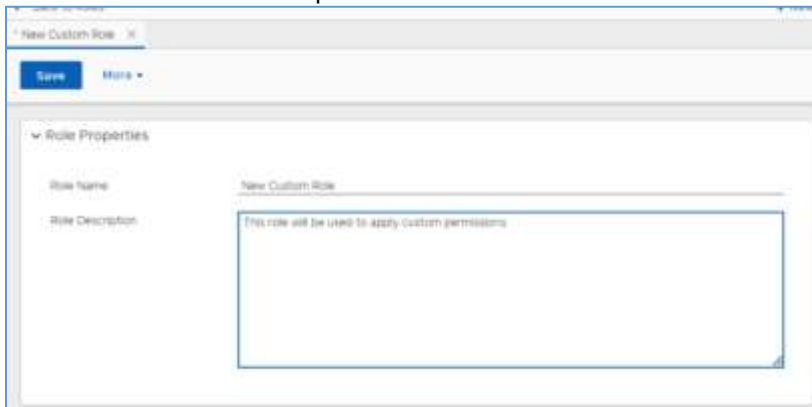 * New Custom Role ×
Save More
Role Properties
Role Name New Custom Role
Role Description This role will be used to apply custom permissions